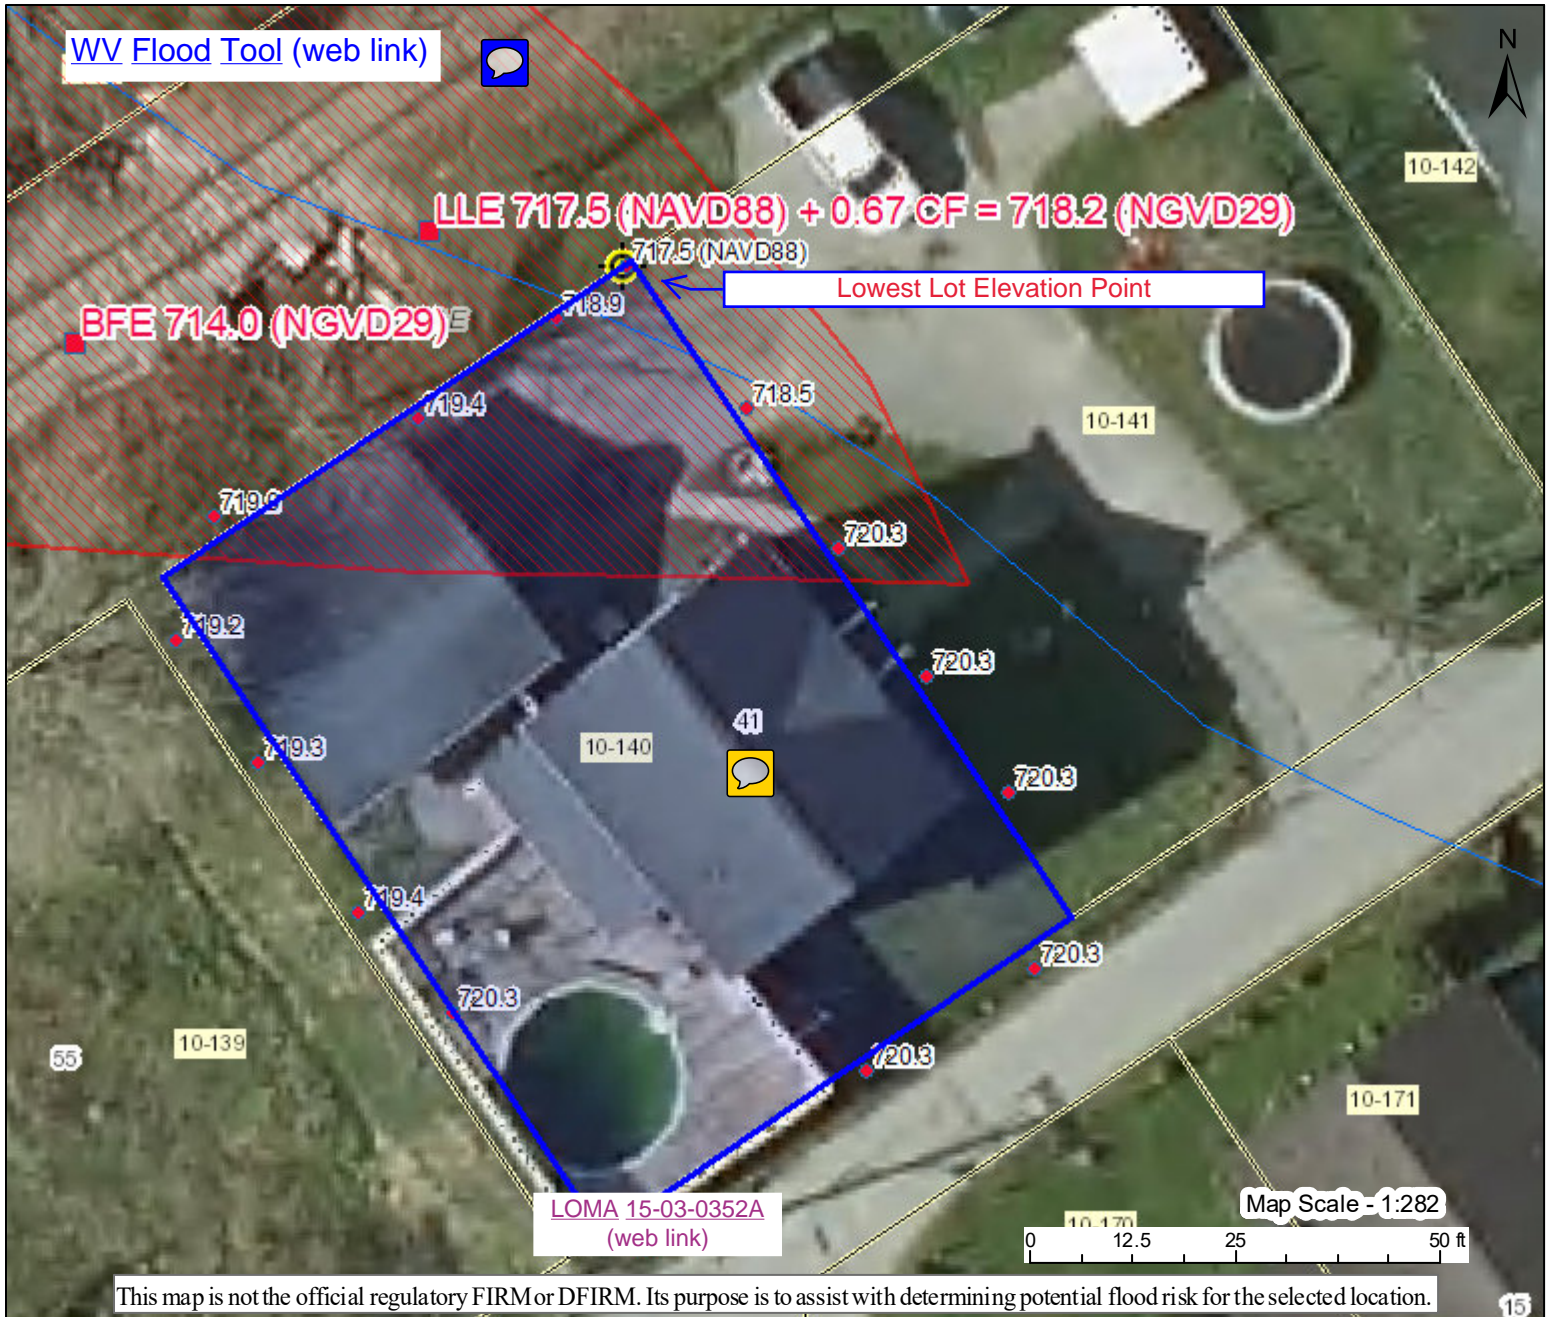 WV Flood Tool (web link)
N
10-142
LLE 717.5 (NAVD88) + 0.67 CF = 718.2 (NGVD29)
717.5 (NAVD88)
Lowest Lot Elevation Point
718.9
BFE 714.0 (NGVD29)
719.4
718.5
10-141
719.9
720.3
719.2
720.3
41
10-140
719.3
720.3
719.4
720.3
720.3
10-139
55
720.3
10-171
LOMA 15-03-0352A
(web link)
Map Scale - 1:282
10-170
0 12.5 25 50 ft
This map is not the official regulatory FIRM or DFIRM. Its purpose is to assist with determining potential flood risk for the selected location.
15